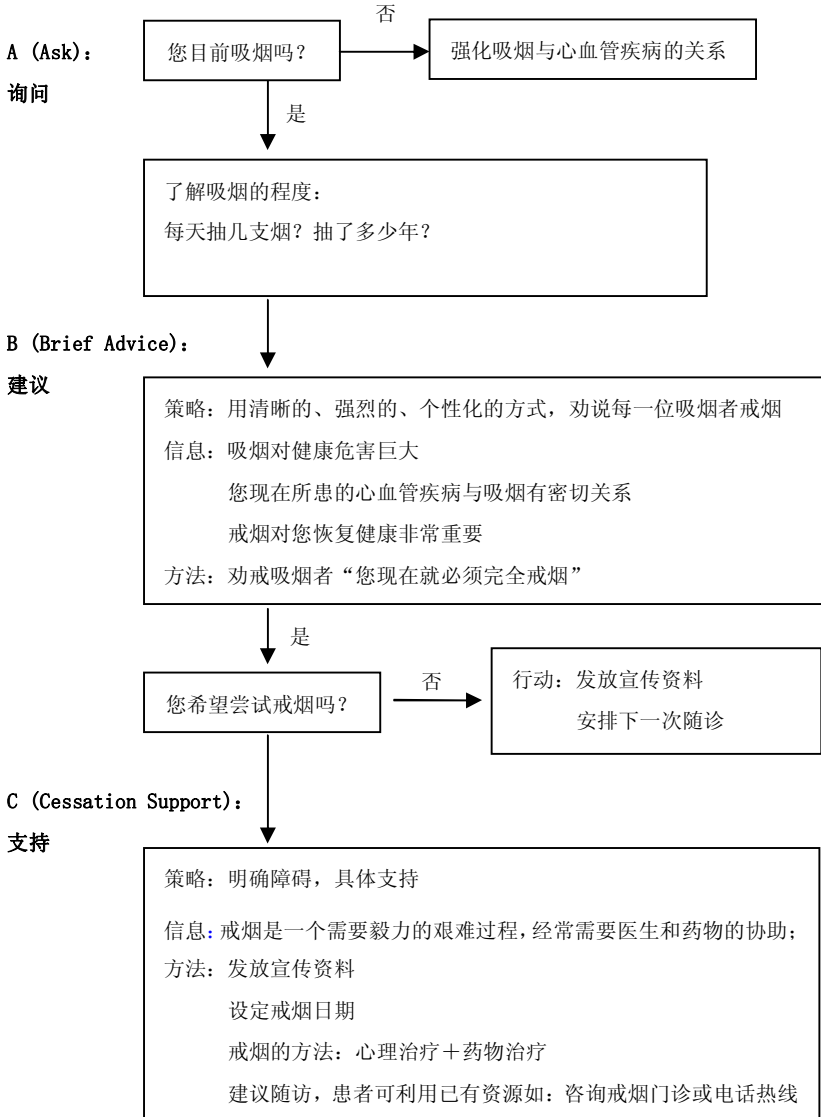 否
A (Ask):
询问
您目前吸烟吗？
强化吸烟与心血管疾病的关系
是
了解吸烟的程度：
每天抽几支烟？抽了多少年？
B (Brief Advice):
建议
策略：用清晰的、强烈的、个性化的方式，劝说每一位吸烟者戒烟
信息：吸烟对健康危害巨大
您现在所患的心血管疾病与吸烟有密切关系
戒烟对您恢复健康非常重要
方法：劝戒吸烟者“您现在就必须完全戒烟”
是
您希望尝试戒烟吗？
否
行动：发放宣传资料
安排下一次随诊
C (Cessation Support):
支持
策略：明确障碍，具体支持
信息：戒烟是一个需要毅力的艰难过程，经常需要医生和药物的协助；
方法：发放宣传资料
设定戒烟日期
戒烟的方法：心理治疗＋药物治疗
建议随访，患者可利用已有资源如：咨询戒烟门诊或电话热线